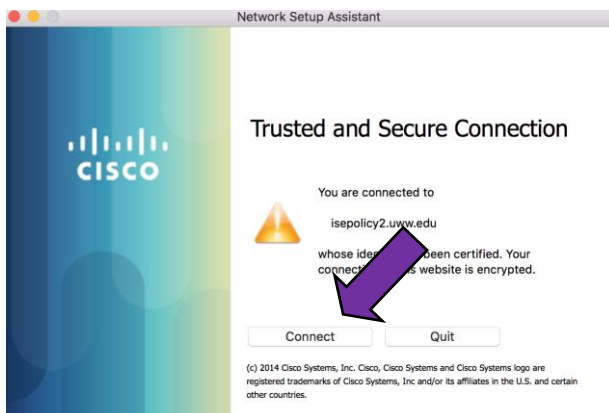 Network Setup Assistant
CISCO
Trusted and Secure Connection
You are connected to
isepolicy2.uww.edu
whose been certified. Your
website is encrypted.
Connect
Quit
(c) 2014 Cisco Systems, Inc. Cisco, Cisco Systems and Cisco Systems logo are
registered trademarks of Cisco Systems, Inc and/or its affiliates in the U.S. and certain
other countries.